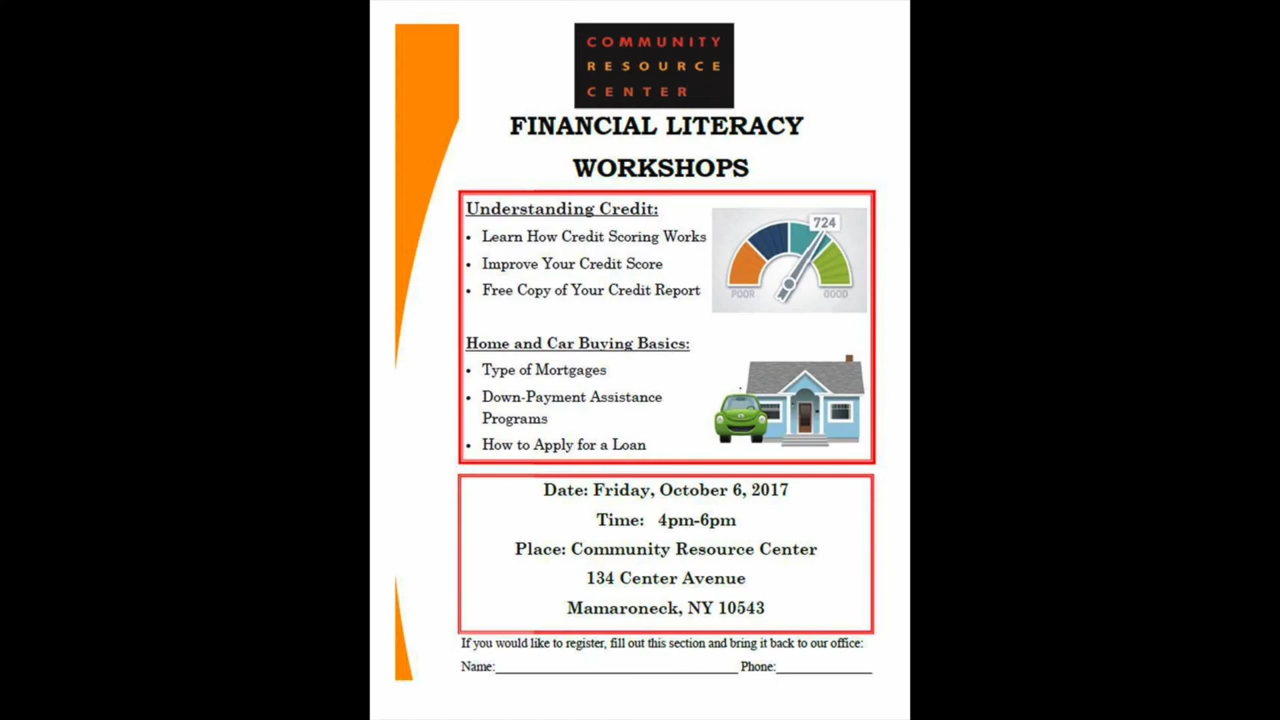 COMMUNITY
RESOURCE
CENTER
FINANCIAL LITERACY
WORKSHOPS
Understanding Credit:
• Learn How Credit Scoring Works
• Improve Your Credit Score
• Free Copy of Your Credit Report
724
POOR GOOD
Home and Car Buying Basics:
• Type of Mortgages
• Down-Payment Assistance
Programs
• How to Apply for a Loan
Date: Friday, October 6, 2017
Time: 4pm-6pm
Place: Community Resource Center
134 Center Avenue
Mamaroneck, NY 10543
If you would like to register, fill out this section and bring it back to our office:
Name:____________________ Phone:____________________